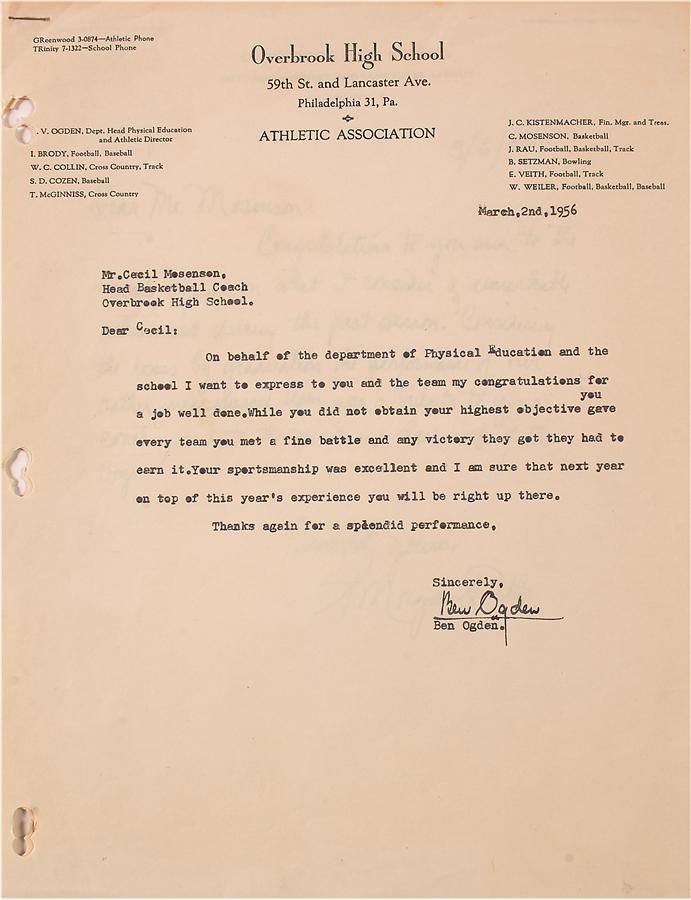 GReenwood 3-0874—Athletic Phone
TRinity 7-1322—School Phone
Overbrook High School
59th St. and Lancaster Ave.
Philadelphia 31, Pa.
ATHLETIC ASSOCIATION
. V. OGDEN, Dept. Head Physical Education
and Athletic Director
I. BRODY, Football, Baseball
W. C. COLLIN, Cross Country, Track
S. D. COZEN, Baseball
T. McGINNISS, Cross Country
J. C. KISTENMACHER, Fin. Mgr. and Treas.
C. MOSENSON, Basketball
J. RAU, Football, Basketball, Track
B. SETZMAN, Bowling
E. VEITH, Football, Track
W. WEILER, Football, Basketball, Baseball
March,2nd,1956
Mr.Cecil Mosenson,
Head Basketball Coach
Overbrook High School.
Dear Cecil:
On behalf of the department of Physical Education and the
school I want to express to you and the team my congratulations for
you
a job well done.While you did not obtain your highest objective gave
every team you met a fine battle and any victory they got they had to
earn it.Your sportsmanship was excellent and I am sure that next year
on top of this year's experience you will be right up there.
Thanks again for a splendid performance,
Sincerely,
Ben Ogden
Ben Ogden.